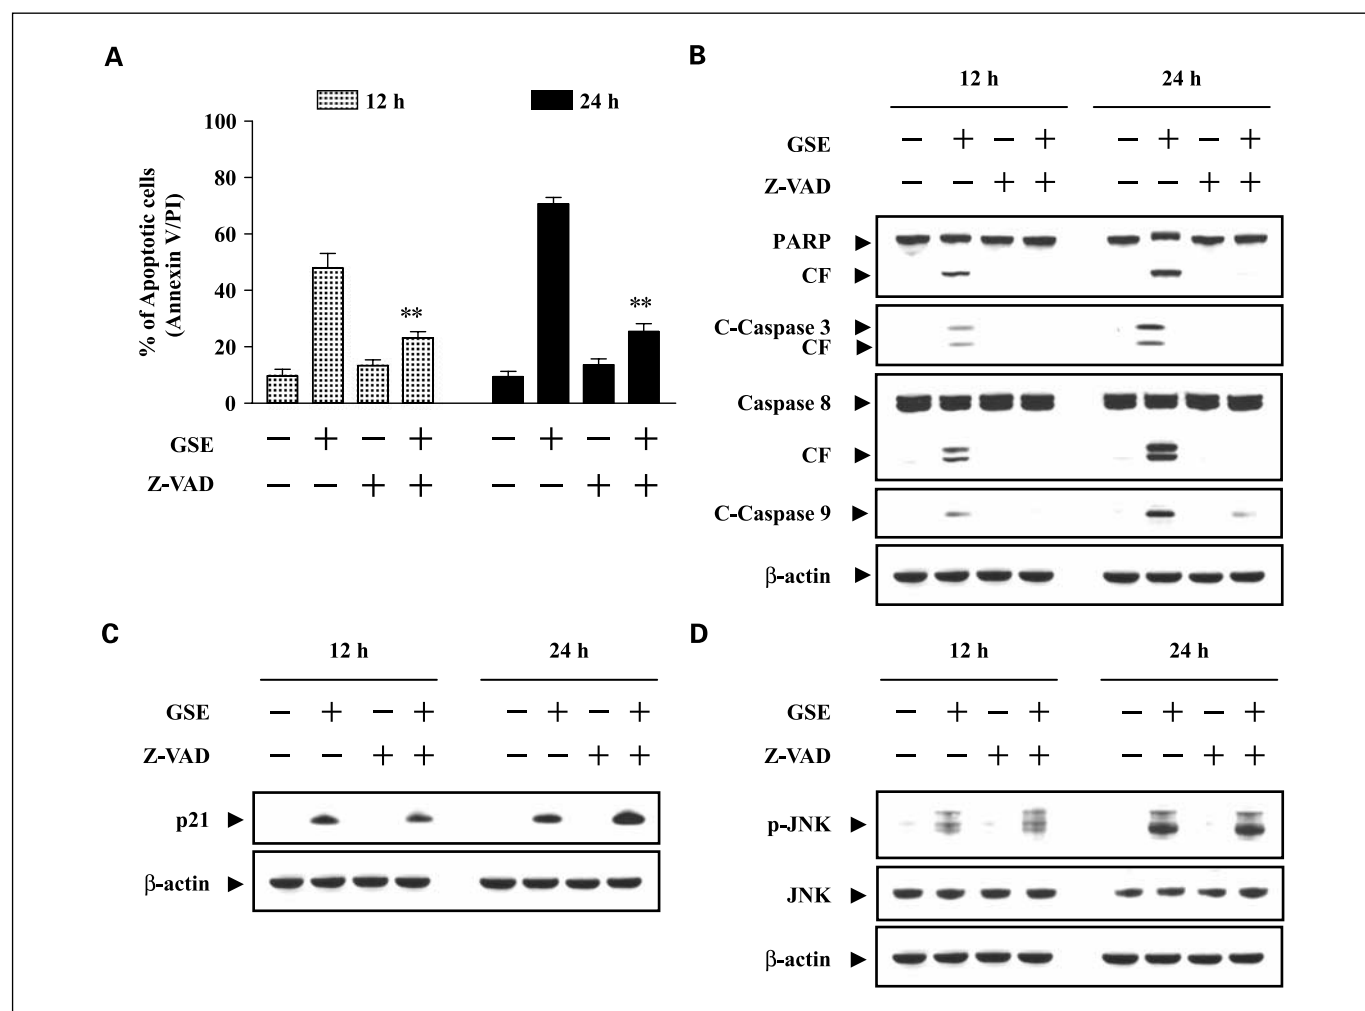 A
12 h
24 h
% of Apoptotic cells
(Annexin V/PI)
100
80
60
40
20
0
**
**
GSE − + − + − + − +
Z-VAD − − + + − − + +
B
12 h 24 h
GSE − + − + − + − +
Z-VAD − − + + − − + +
PARP
CF
C-Caspase 3
CF
Caspase 8
CF
C-Caspase 9
β-actin
C
12 h 24 h
GSE − + − + − + − +
Z-VAD − − + + − − + +
p21
β-actin
D
12 h 24 h
GSE − + − + − + − +
Z-VAD − − + + − − + +
p-JNK
JNK
β-actin